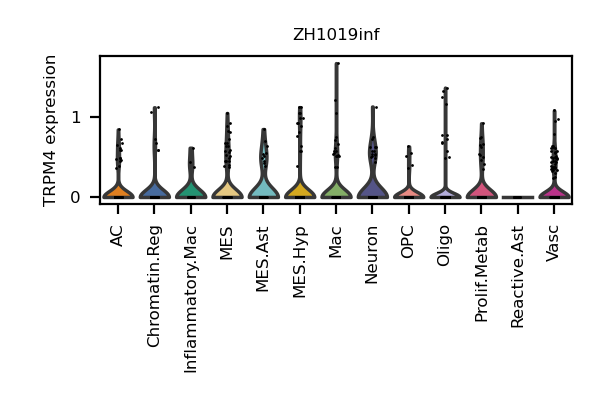 ZH1019inf
TRPM4 expression
1
0
AC
Chromatin.Reg
Inflammatory.Mac
MES
MES.Ast
MES.Hyp
Mac
Neuron
OPC
Oligo
Prolif.Metab
Reactive.Ast
Vasc